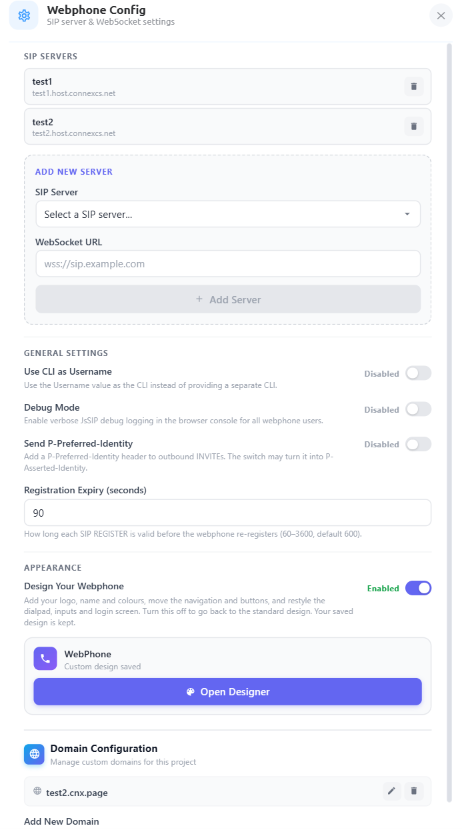 Webphone Config
SIP server & WebSocket settings
SIP SERVERS
test1
test1.host.connexcs.net
test2
test2.host.connexcs.net
ADD NEW SERVER
SIP Server
Select a SIP server...
WebSocket URL
wss://sip.example.com
+ Add Server
GENERAL SETTINGS
Use CLI as Username
Disabled
Use the Username value as the CLI instead of providing a separate CLI.
Debug Mode
Disabled
Enable verbose JsSIP debug logging in the browser console for all webphone users.
Send P-Preferred-Identity
Disabled
Add a P-Preferred-Identity header to outbound INVITEs. The switch may turn it into P-
Asserted-Identity.
Registration Expiry (seconds)
90
How long each SIP REGISTER is valid before the webphone re-registers (60–3600, default 600).
APPEARANCE
Design Your Webphone
Enabled
Add your logo, name and colours, move the navigation and buttons, and restyle the
dialpad, inputs and login screen. Turn this off to go back to the standard design. Your saved
design is kept.
WebPhone
Custom design saved
Open Designer
Domain Configuration
Manage custom domains for this project
test2.cnx.page
Add New Domain